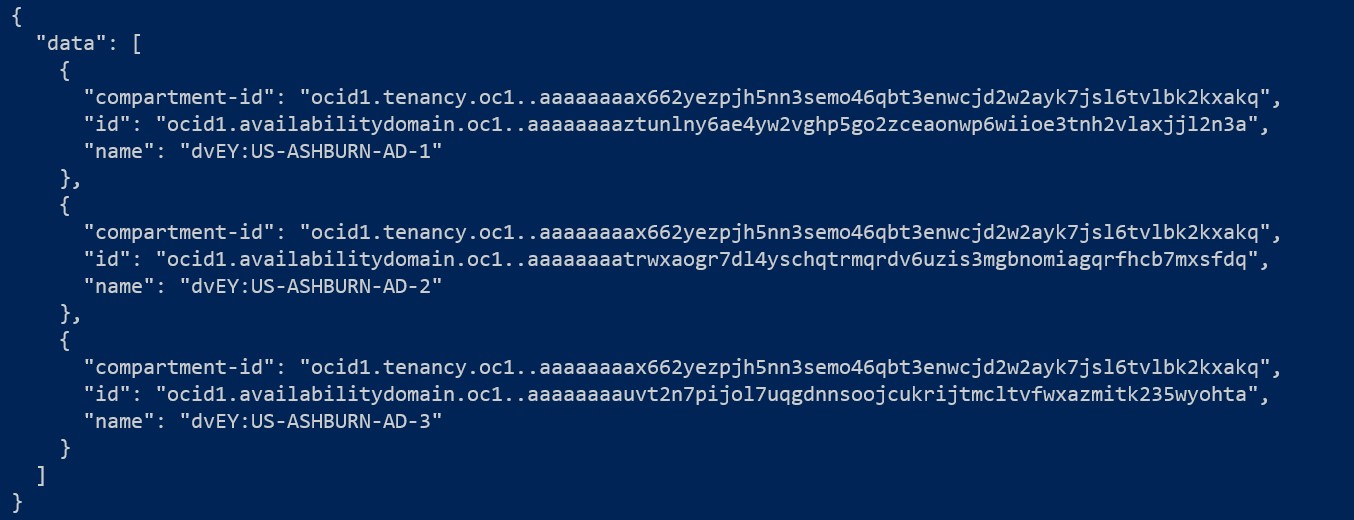 {
  "data": [
    {
      "compartment-id": "ocid1.tenancy.oc1..aaaaaaaax662yezpjh5nn3semo46qbt3enwcjd2w2ayk7jsl6tvlbk2kxakq",
      "id": "ocid1.availabilitydomain.oc1..aaaaaaaaztunlny6ae4yw2vghp5go2zceaonwp6wiioe3tnh2vlaxjjl2n3a",
      "name": "dvEY:US-ASHBURN-AD-1"
    },
    {
      "compartment-id": "ocid1.tenancy.oc1..aaaaaaaax662yezpjh5nn3semo46qbt3enwcjd2w2ayk7jsl6tvlbk2kxakq",
      "id": "ocid1.availabilitydomain.oc1..aaaaaaaatrwxaogr7dl4yschqtrmqrdv6uzis3mgbnomiagqrfhcb7mxsfdq",
      "name": "dvEY:US-ASHBURN-AD-2"
    },
    {
      "compartment-id": "ocid1.tenancy.oc1..aaaaaaaax662yezpjh5nn3semo46qbt3enwcjd2w2ayk7jsl6tvlbk2kxakq",
      "id": "ocid1.availabilitydomain.oc1..aaaaaaaauvt2n7pijol7uqgdnnsoojcukrijtmcltvfwxazmitk235wyohta",
      "name": "dvEY:US-ASHBURN-AD-3"
    }
  ]
}